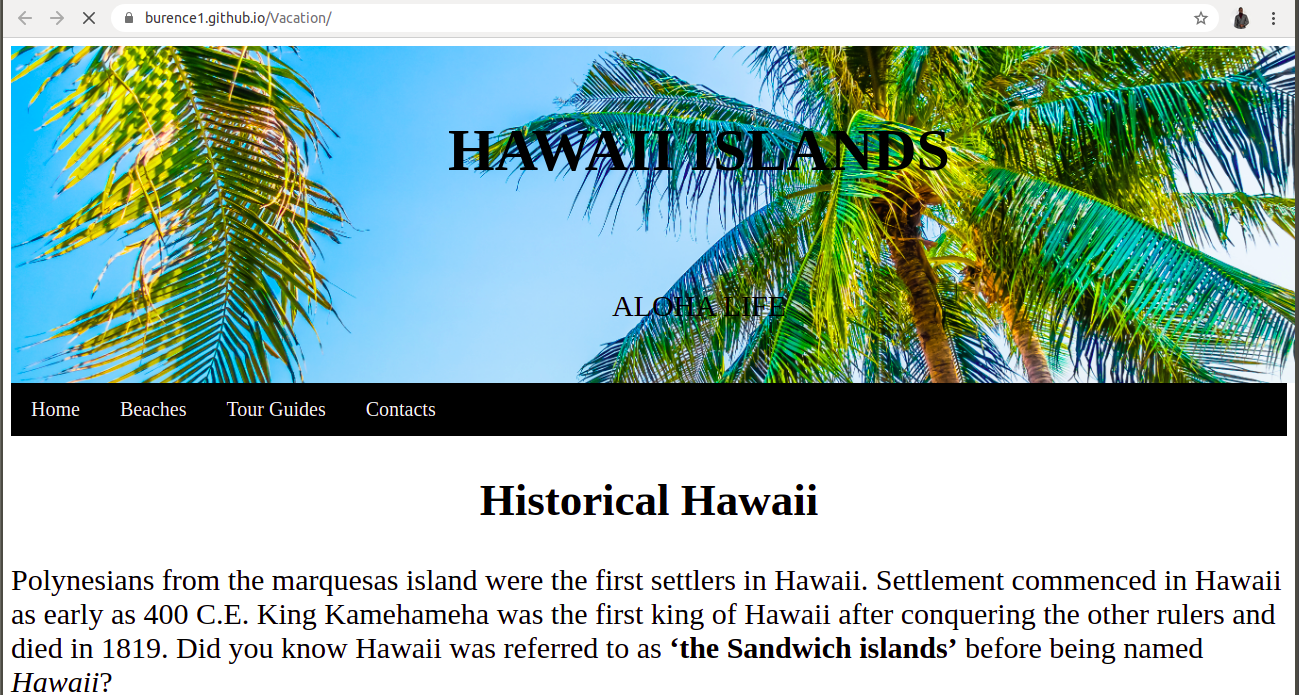 burence1.github.io/Vacation/
HAWAII ISLANDS
ALOHA LIFE
Home Beaches Tour Guides Contacts
Historical Hawaii
Polynesians from the marquesas island were the first settlers in Hawaii. Settlement commenced in Hawaii
as early as 400 C.E. King Kamehameha was the first king of Hawaii after conquering the other rulers and
died in 1819. Did you know Hawaii was referred to as ‘the Sandwich islands’ before being named
Hawaii?